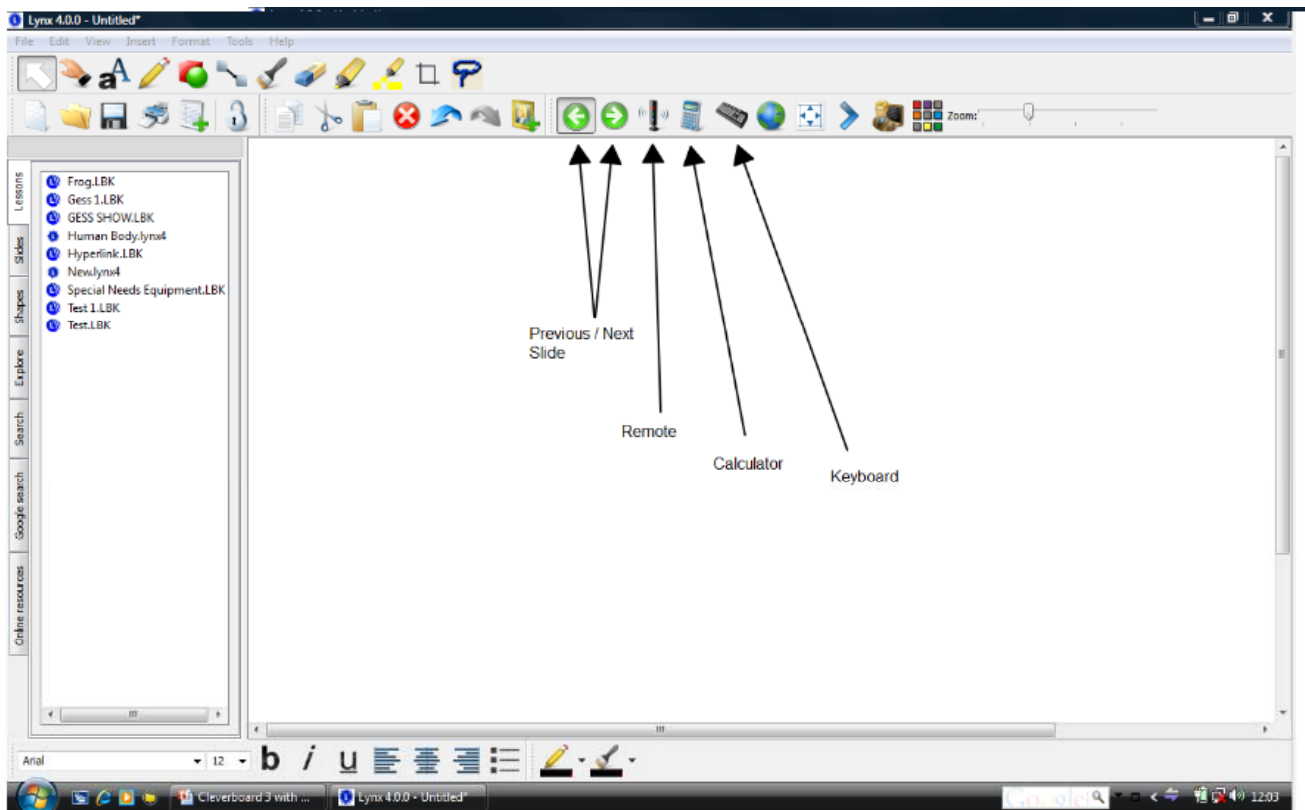 Lynx 4.0.0 - Untitled*
File Edit View Insert Format Tools Help
Zoom:
Lessons
Slides
Shapes
Explore
Search
Google search
Online resources
Frog.LBK
Gess 1.LBK
GESS SHOW.LBK
Human Body.lynx4
Hyperlink.LBK
New.lynx4
Special Needs Equipment.LBK
Test 1.LBK
Test.LBK
Previous / Next
Slide
Remote
Calculator
Keyboard
Arial 12 b i u
Cleverboard 3 with ... Lynx 4.0.0 - Untitled* Google 12:03